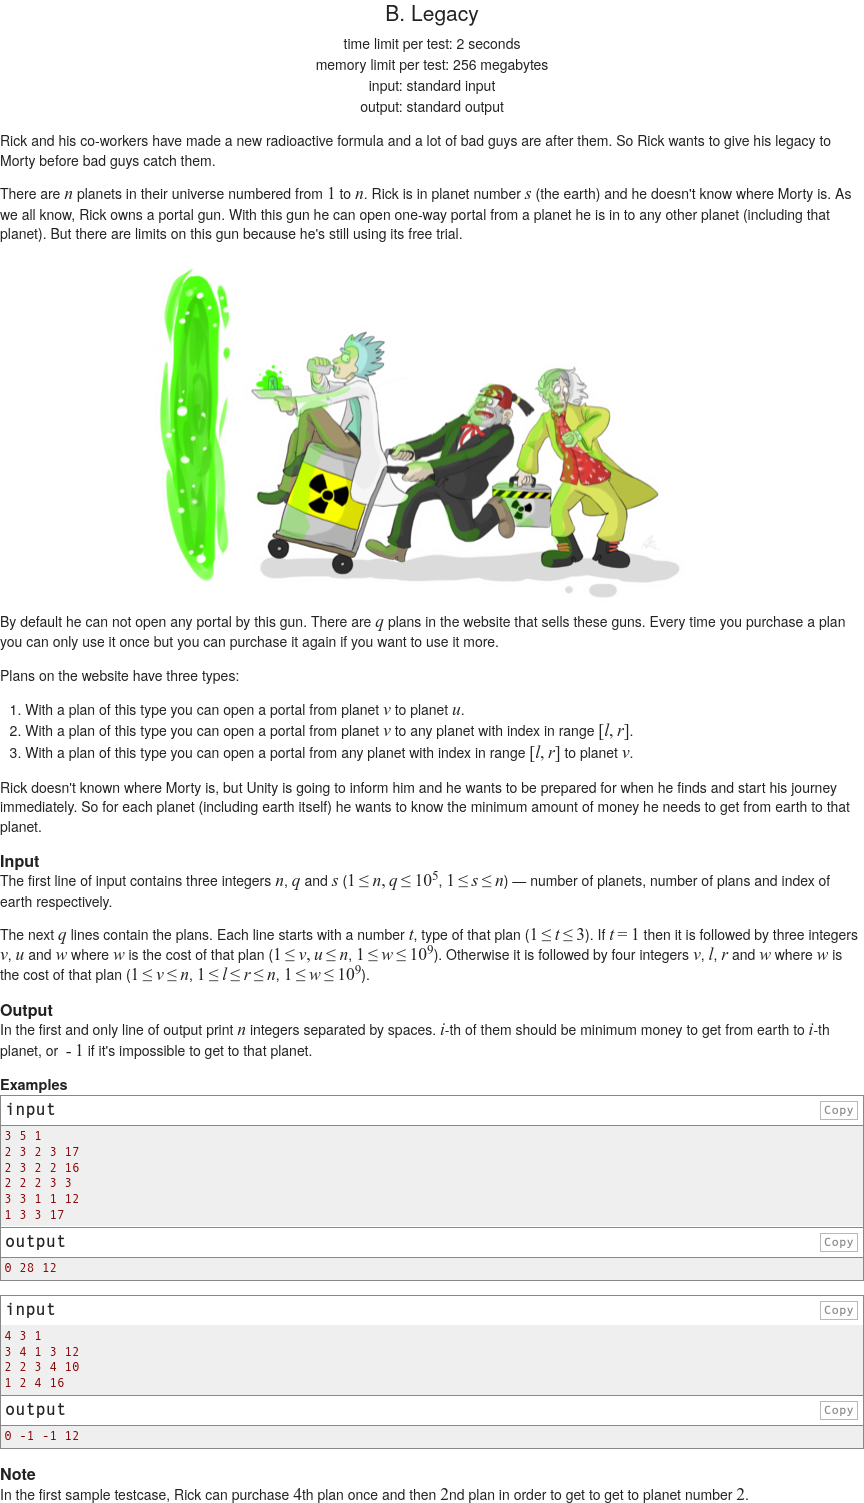 B. Legacy
time limit per test: 2 seconds
memory limit per test: 256 megabytes
input: standard input
output: standard output
Rick and his co-workers have made a new radioactive formula and a lot of bad guys are after them. So Rick wants to give his legacy to
Morty before bad guys catch them.
There are n planets in their universe numbered from 1 to n. Rick is in planet number s (the earth) and he doesn't know where Morty is. As
we all know, Rick owns a portal gun. With this gun he can open one-way portal from a planet he is in to any other planet (including that
planet). But there are limits on this gun because he's still using its free trial.
By default he can not open any portal by this gun. There are q plans in the website that sells these guns. Every time you purchase a plan
you can only use it once but you can purchase it again if you want to use it more.
Plans on the website have three types:
1. With a plan of this type you can open a portal from planet v to planet u.
2. With a plan of this type you can open a portal from planet v to any planet with index in range [l, r].
3. With a plan of this type you can open a portal from any planet with index in range [l, r] to planet v.
Rick doesn't known where Morty is, but Unity is going to inform him and he wants to be prepared for when he finds and start his journey
immediately. So for each planet (including earth itself) he wants to know the minimum amount of money he needs to get from earth to that
planet.
Input
The first line of input contains three integers n, q and s (1 ≤ n, q ≤ 10^5, 1 ≤ s ≤ n) — number of planets, number of plans and index of
earth respectively.
The next q lines contain the plans. Each line starts with a number t, type of that plan (1 ≤ t ≤ 3). If t = 1 then it is followed by three integers
v, u and w where w is the cost of that plan (1 ≤ v, u ≤ n, 1 ≤ w ≤ 10^9). Otherwise it is followed by four integers v, l, r and w where w is
the cost of that plan (1 ≤ v ≤ n, 1 ≤ l ≤ r ≤ n, 1 ≤ w ≤ 10^9).
Output
In the first and only line of output print n integers separated by spaces. i-th of them should be minimum money to get from earth to i-th
planet, or - 1 if it's impossible to get to that planet.
Examples
input Copy
3 5 1
2 3 2 3 17
2 3 2 2 16
2 2 2 3 3
3 3 1 1 12
1 3 3 17
output Copy
0 28 12
input Copy
4 3 1
3 4 1 3 12
2 2 3 4 10
1 2 4 16
output Copy
0 -1 -1 12
Note
In the first sample testcase, Rick can purchase 4th plan once and then 2nd plan in order to get to get to planet number 2.